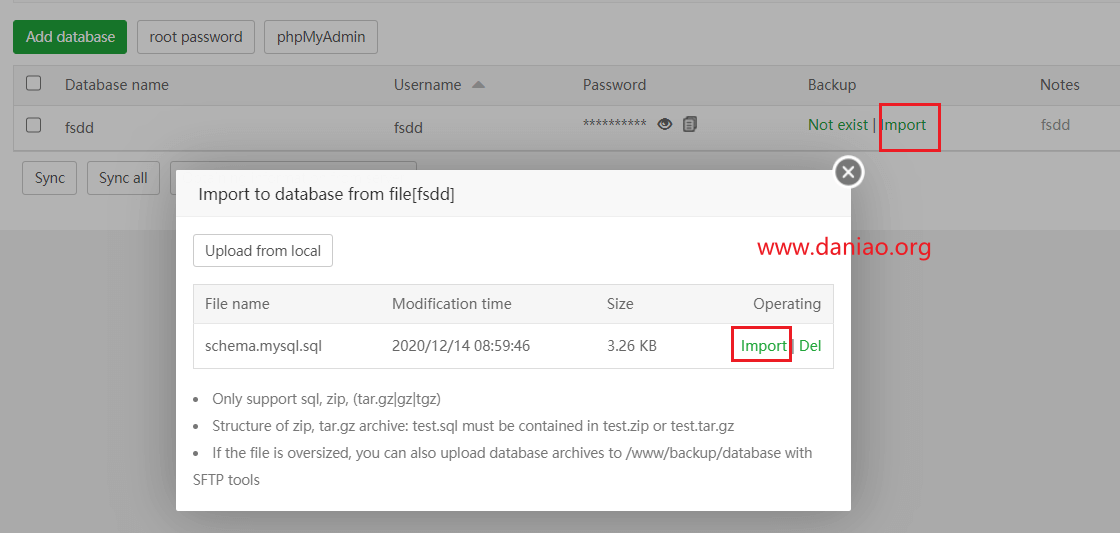 Add database root password phpMyAdmin
Database name Username Password Backup Notes
fsdd fsdd ********** Not exist | Import fsdd
Sync Sync all
Import to database from file[fsdd]
www.daniao.org
Upload from local
File name Modification time Size Operating
schema.mysql.sql 2020/12/14 08:59:46 3.26 KB Import | Del
Only support sql, zip, (tar.gz|gz|tgz)
Structure of zip, tar.gz archive: test.sql must be contained in test.zip or test.tar.gz
If the file is oversized, you can also upload database archives to /www/backup/database with
SFTP tools